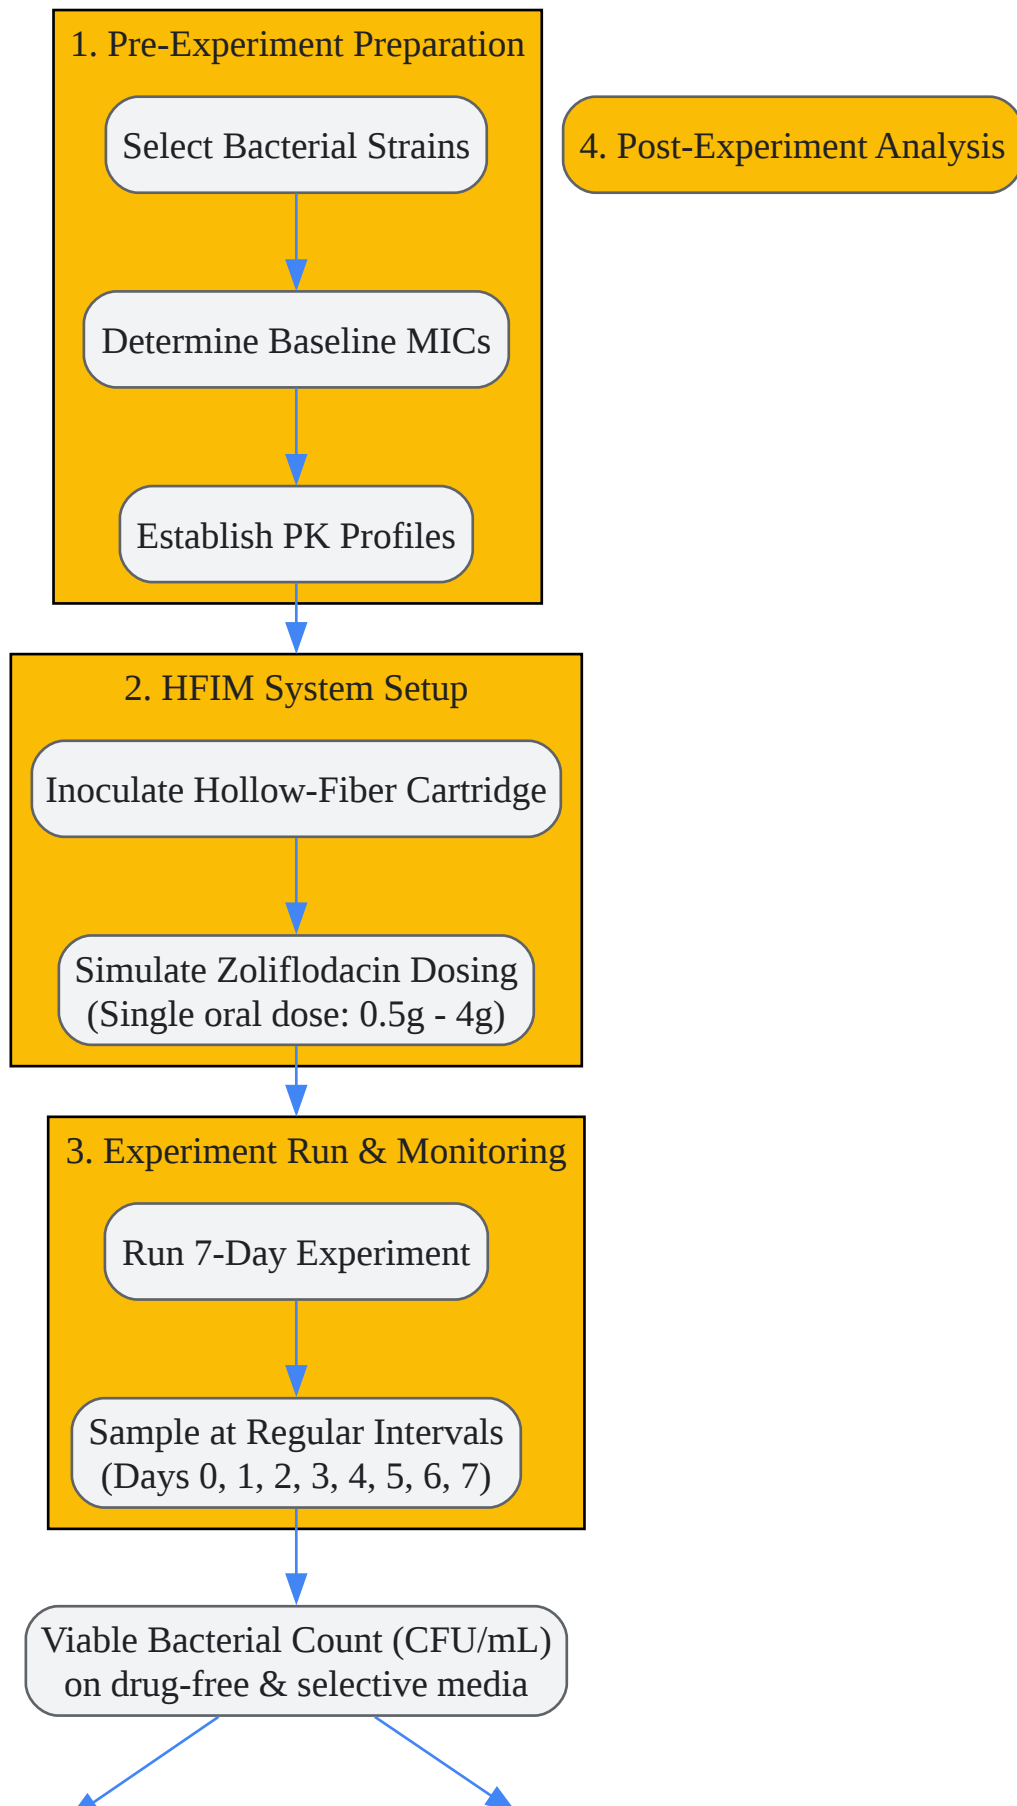 1. Pre-Experiment Preparation
Select Bacterial Strains
4. Post-Experiment Analysis
Determine Baseline MICs
Establish PK Profiles
2. HFIM System Setup
Inoculate Hollow-Fiber Cartridge
Simulate Zoliflodacin Dosing
(Single oral dose: 0.5g - 4g)
3. Experiment Run & Monitoring
Run 7-Day Experiment
Sample at Regular Intervals
(Days 0, 1, 2, 3, 4, 5, 6, 7)
Viable Bacterial Count (CFU/mL)
on drug-free & selective media